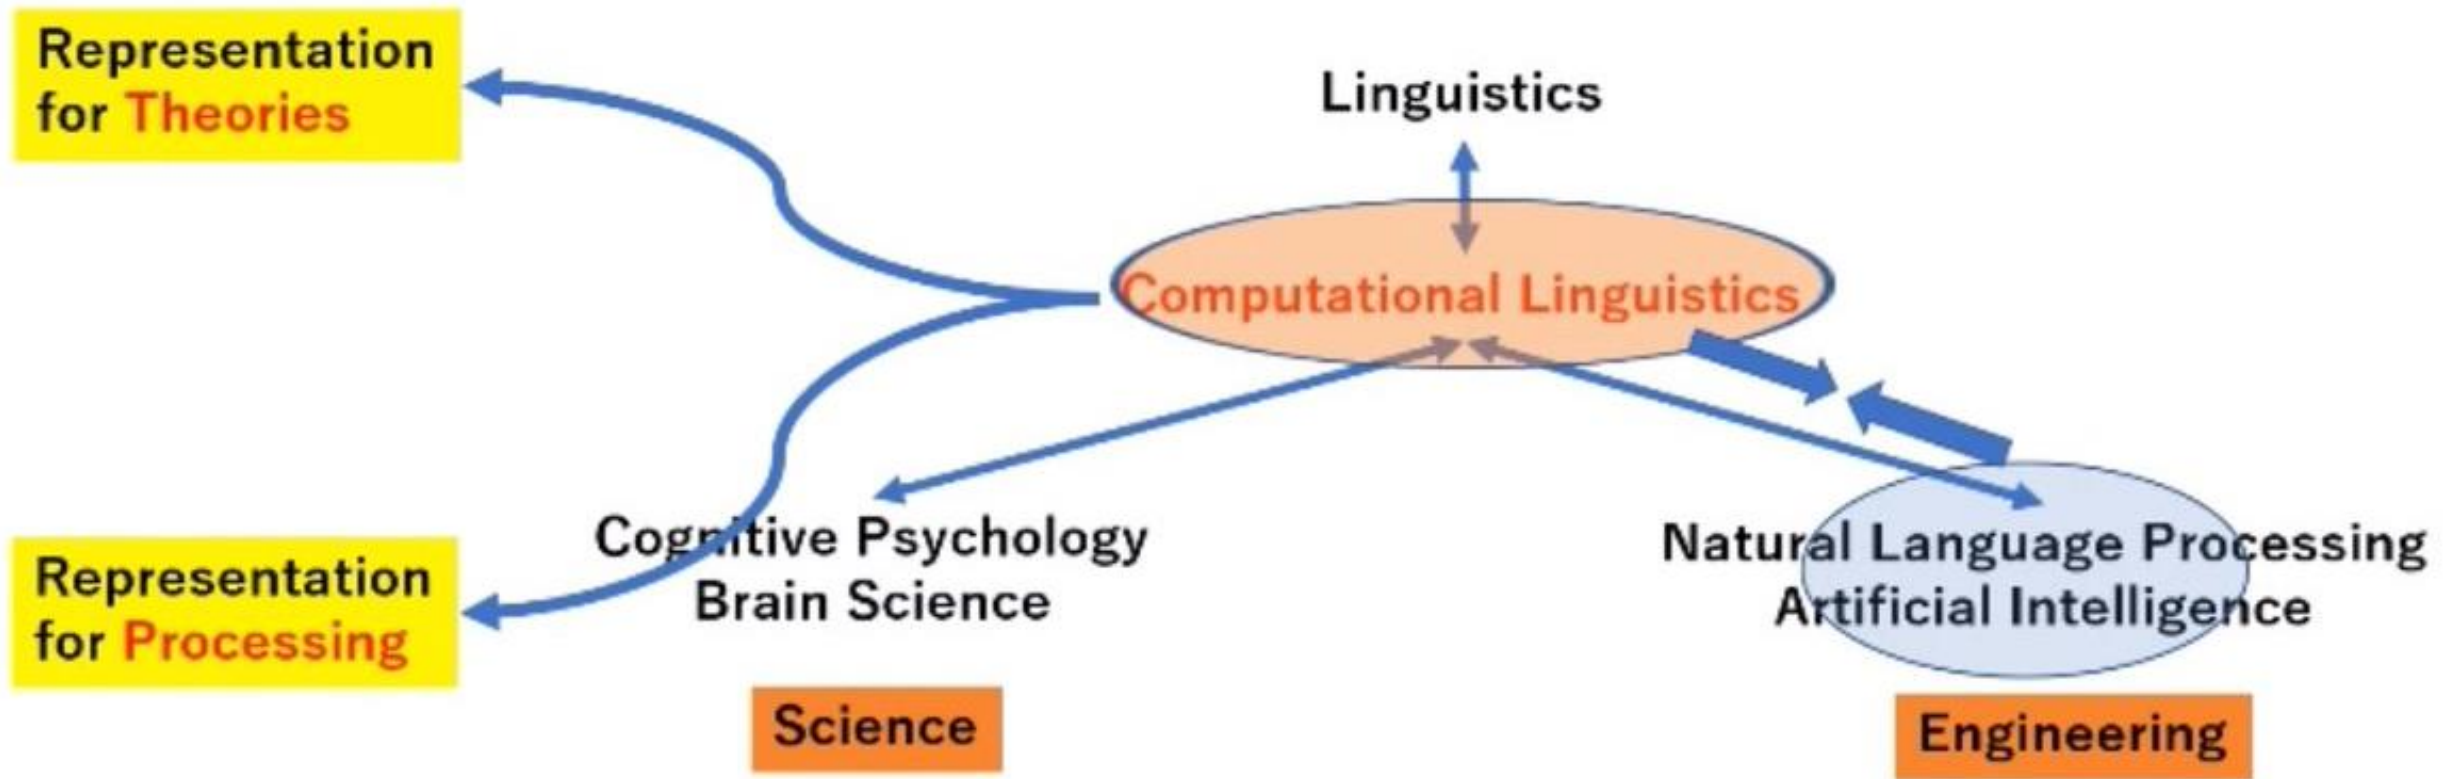 Representation
for Theories
Linguistics
Computational Linguistics
Cognitive Psychology
Brain Science
Natural Language Processing
Artificial Intelligence
Representation
for Processing
Science
Engineering